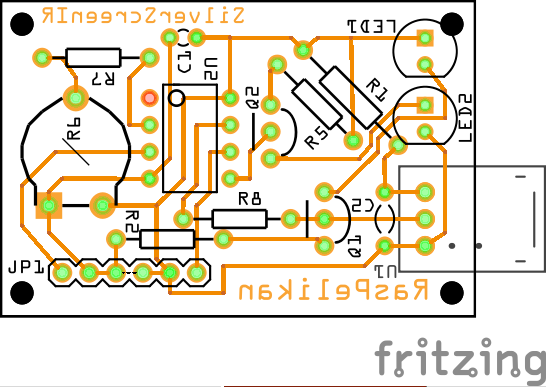 SilverScreenIR
LED1
C1
R7
U2
Q2
R1
LED2
R6
R5
R8
C2
R2
Q1
JP1
U1
RasPelikan
fritzing